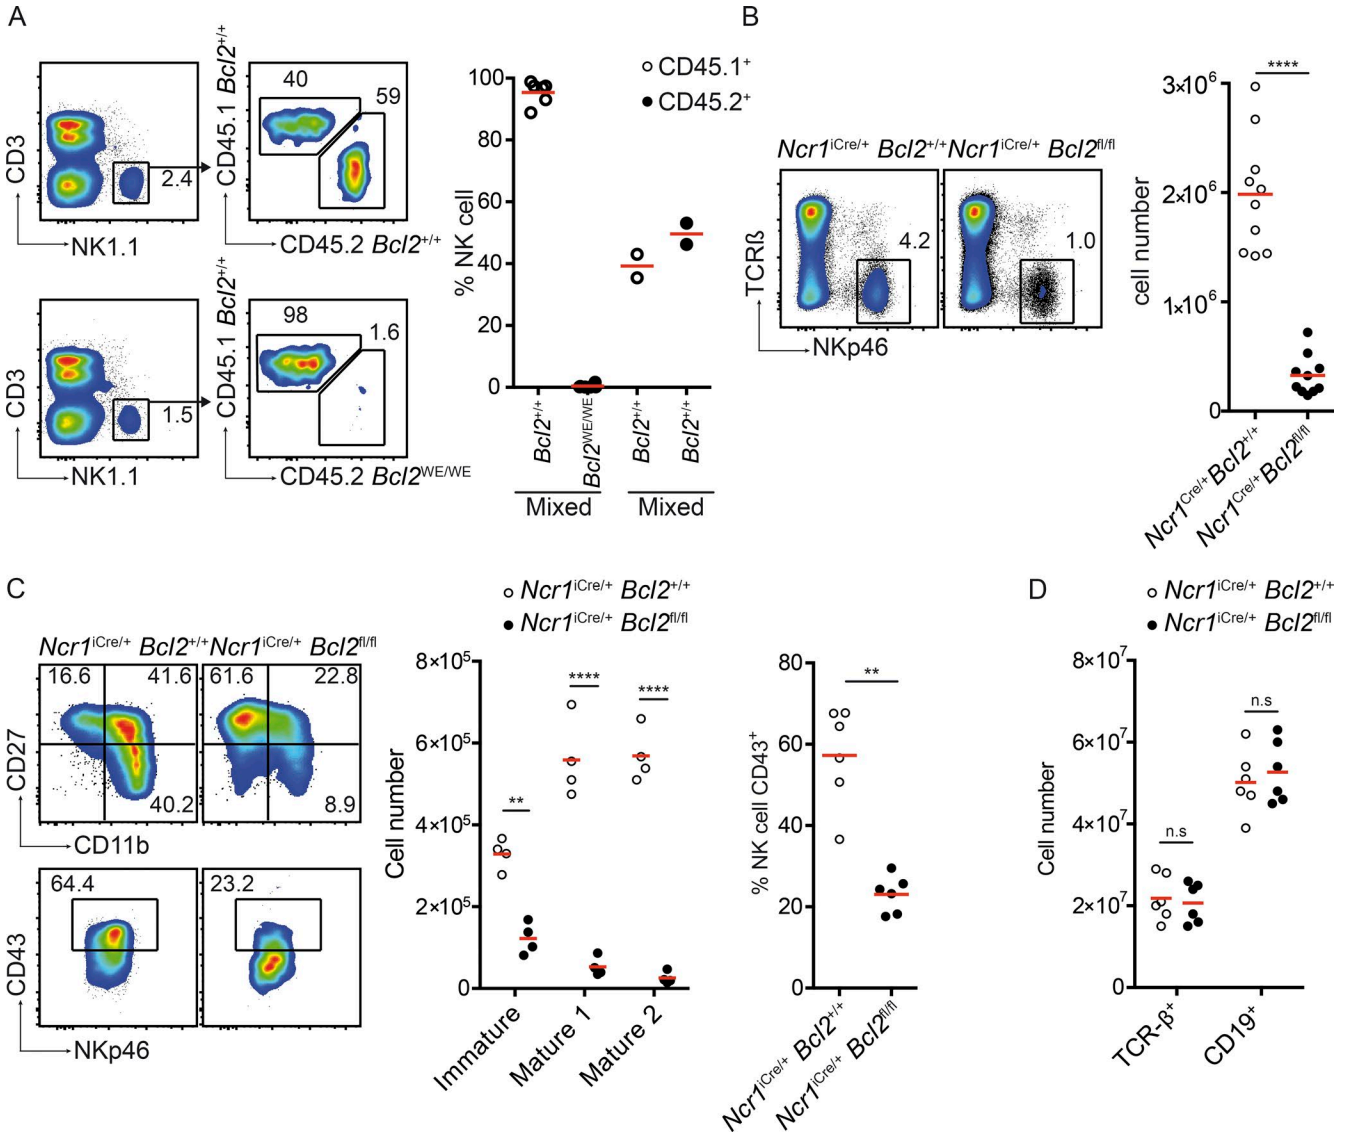 A
CD45.1 Bcl2+/+
40
59
CD3
2.4
NK1.1
CD45.2 Bcl2+/+
CD45.1 Bcl2+/+
98
1.6
CD3
1.5
NK1.1
CD45.2 Bcl2WE/WE
CD45.1+
CD45.2+
% NK cell
100
80
60
40
20
0
Bcl2+/+
Bcl2WE/WE
Bcl2+/+
Bcl2+/+
Mixed
Mixed
B
Ncr1iCre/+ Bcl2+/+
Ncr1iCre/+ Bcl2fl/fl
TCRß
4.2
1.0
NKp46
****
cell number
3×10⁶
2×10⁶
1×10⁶
0
Ncr1Cre/+ Bcl2+/+
Ncr1Cre/+ Bcl2fl/fl
C
Ncr1iCre/+ Bcl2+/+
Ncr1iCre/+ Bcl2fl/fl
16.6
41.6
61.6
22.8
CD27
40.2
8.9
CD11b
64.4
23.2
CD43
NKp46
Ncr1iCre/+ Bcl2+/+
Ncr1iCre/+ Bcl2fl/fl
Cell number
8×10⁵
6×10⁵
4×10⁵
2×10⁵
0
**
****
****
Immature
Mature 1
Mature 2
% NK cell CD43+
80
60
40
20
0
**
Ncr1iCre/+ Bcl2+/+
Ncr1iCre/+ Bcl2fl/fl
D
Ncr1iCre/+ Bcl2+/+
Ncr1iCre/+ Bcl2fl/fl
Cell number
8×10⁷
6×10⁷
4×10⁷
2×10⁷
0
n.s
n.s
TCR-β+
CD19+